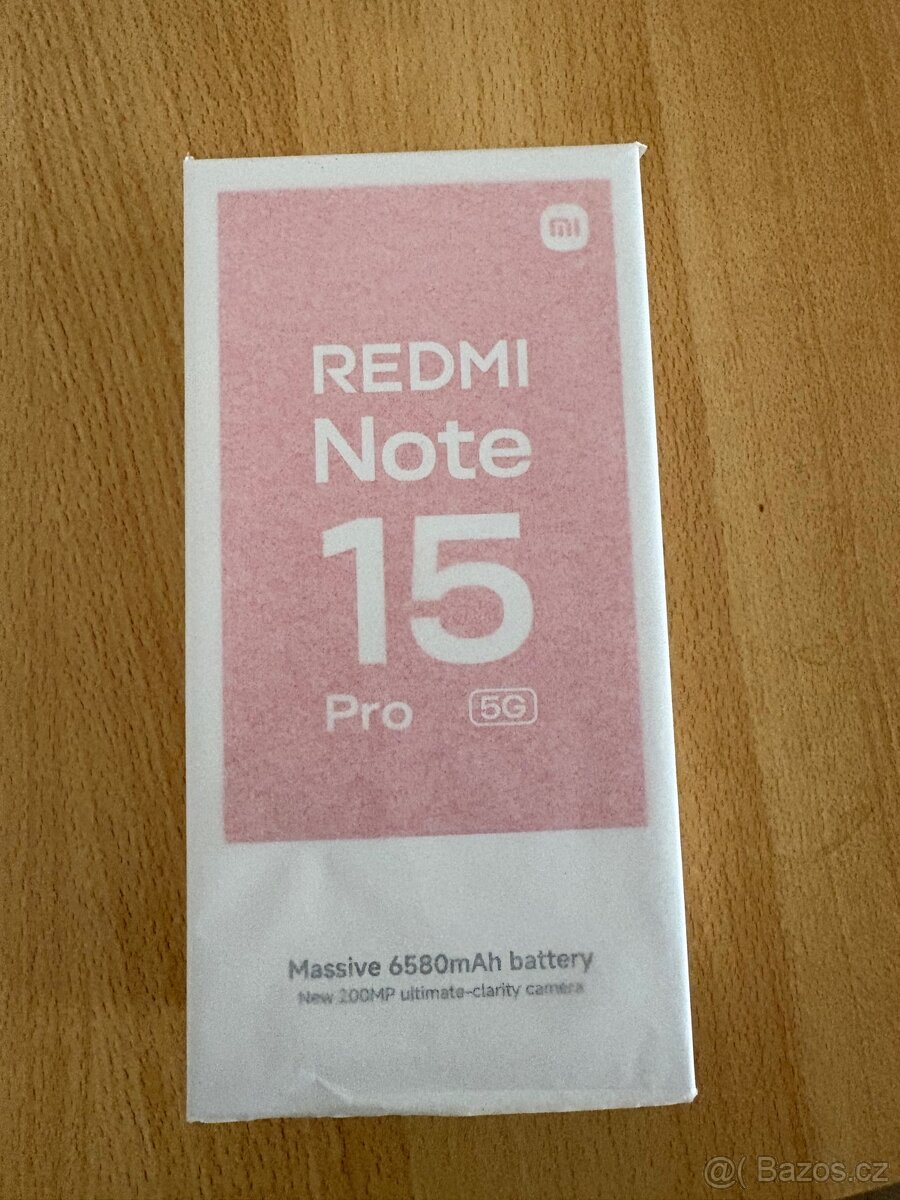 mi
REDMI
Note
15
Pro 5G
Massive 6580mAh battery
New 200MP ultimate-clarity camera
@( Bazos.cz